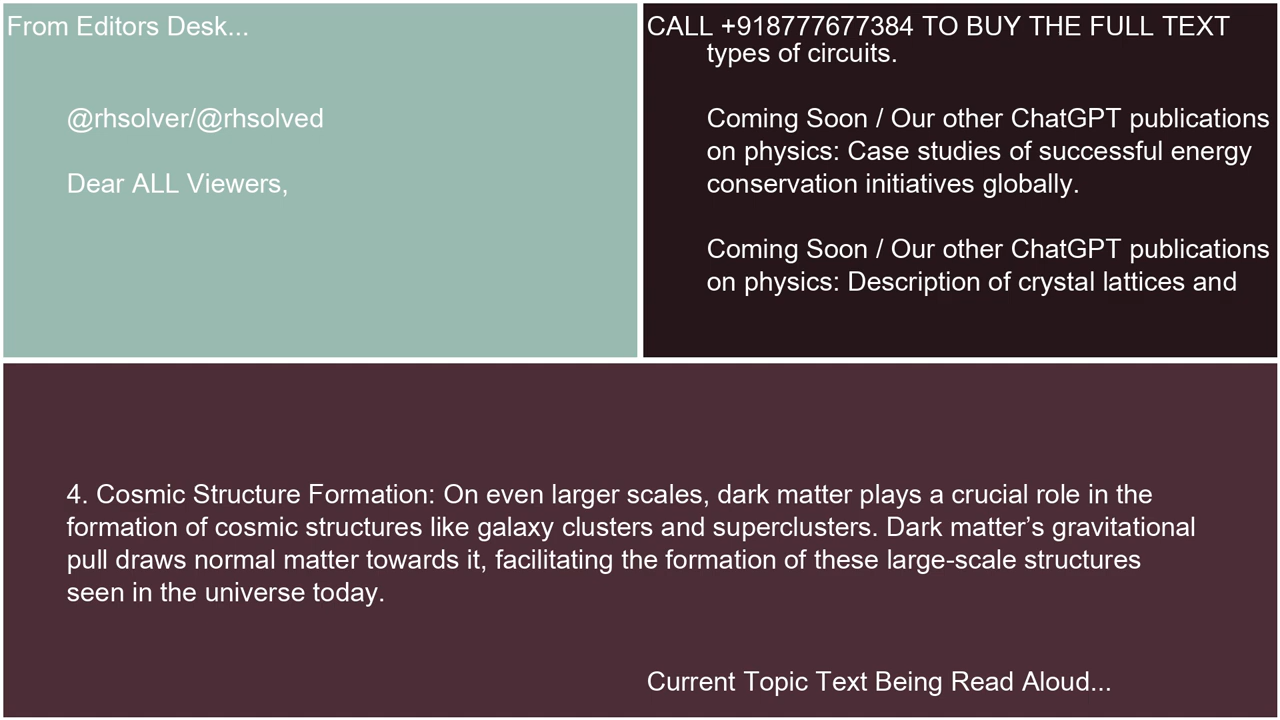 From Editors Desk...
@rhsolver/@rhsolved
Dear ALL Viewers,
CALL +918777677384 TO BUY THE FULL TEXT
types of circuits.
Coming Soon / Our other ChatGPT publications
on physics: Case studies of successful energy
conservation initiatives globally.
Coming Soon / Our other ChatGPT publications
on physics: Description of crystal lattices and
4. Cosmic Structure Formation: On even larger scales, dark matter plays a crucial role in the
formation of cosmic structures like galaxy clusters and superclusters. Dark matter’s gravitational
pull draws normal matter towards it, facilitating the formation of these large-scale structures
seen in the universe today.
Current Topic Text Being Read Aloud...